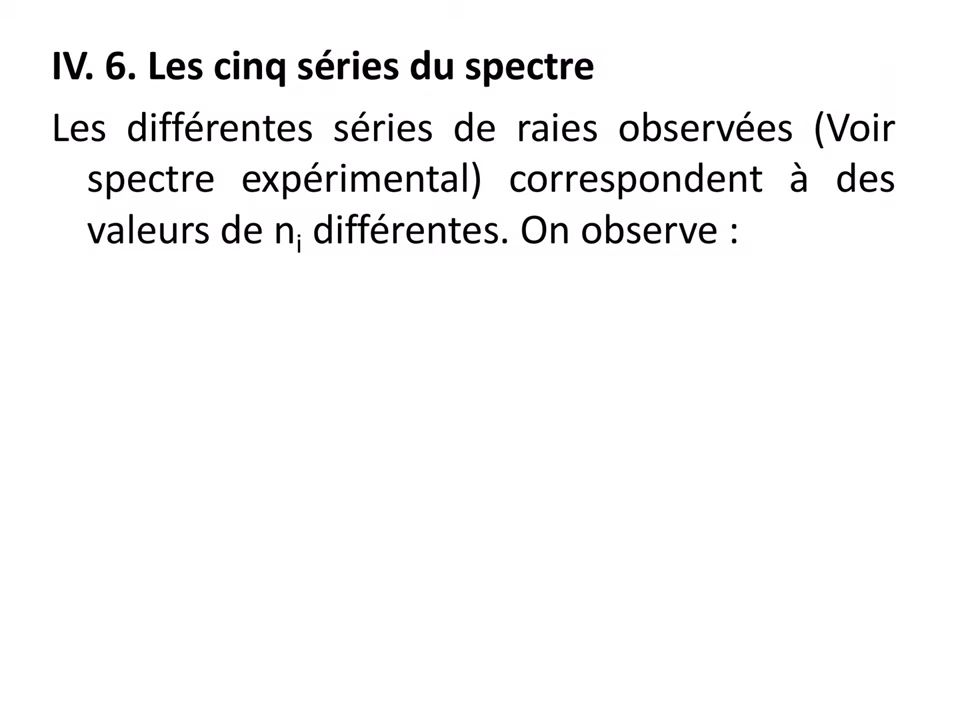 IV. 6. Les cinq séries du spectre
Les différentes séries de raies observées (Voir
spectre expérimental) correspondent à des
valeurs de nᵢ différentes. On observe :